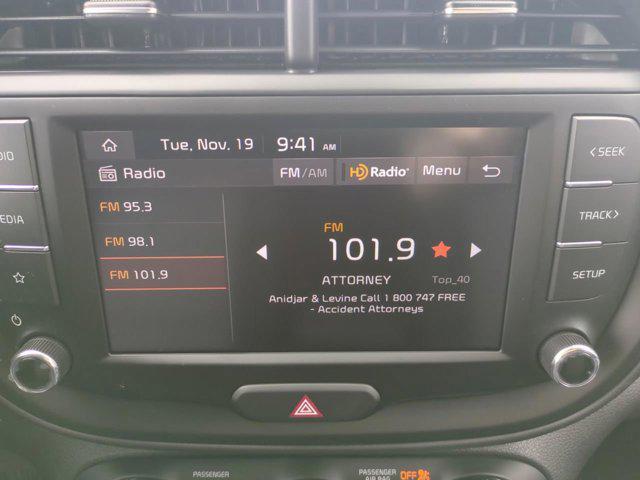 Tue, Nov. 19 9:41 AM
Radio FM/AM HD Radio Menu
FM 95.3
FM 98.1
FM 101.9
FM
101.9
ATTORNEY Top_40
Anidjar & Levine Call 1 800 747 FREE
- Accident Attorneys
< SEEK
TRACK >
SETUP
PASSENGER
PASSENGER
AIR BAG OFF